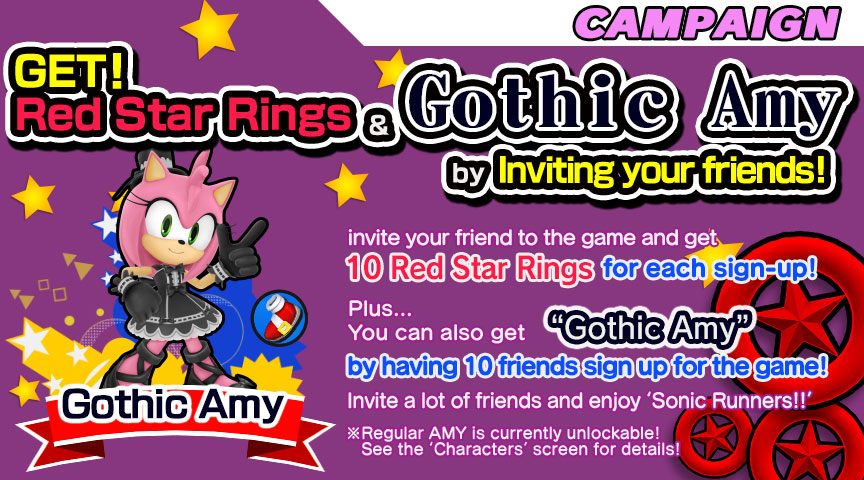 CAMPAIGN
GET!
Red Star Rings & Gothic Amy
by Inviting your friends!
invite your friend to the game and get
10 Red Star Rings for each sign-up!
Plus...
You can also get “Gothic Amy”
by having 10 friends sign up for the game!
Invite a lot of friends and enjoy ‘Sonic Runners!!’
※Regular AMY is currently unlockable!
See the ‘Characters’ screen for details!
Gothic Amy